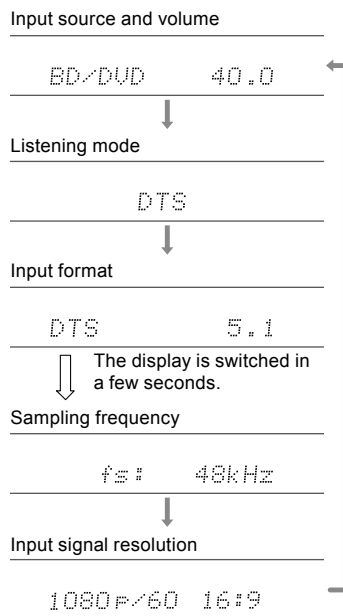 Input source and volume
BD/DVD 40.0
Listening mode
DTS
Input format
DTS 5.1
The display is switched in
a few seconds.
Sampling frequency
fs: 48kHz
Input signal resolution
1080p/60 16:9